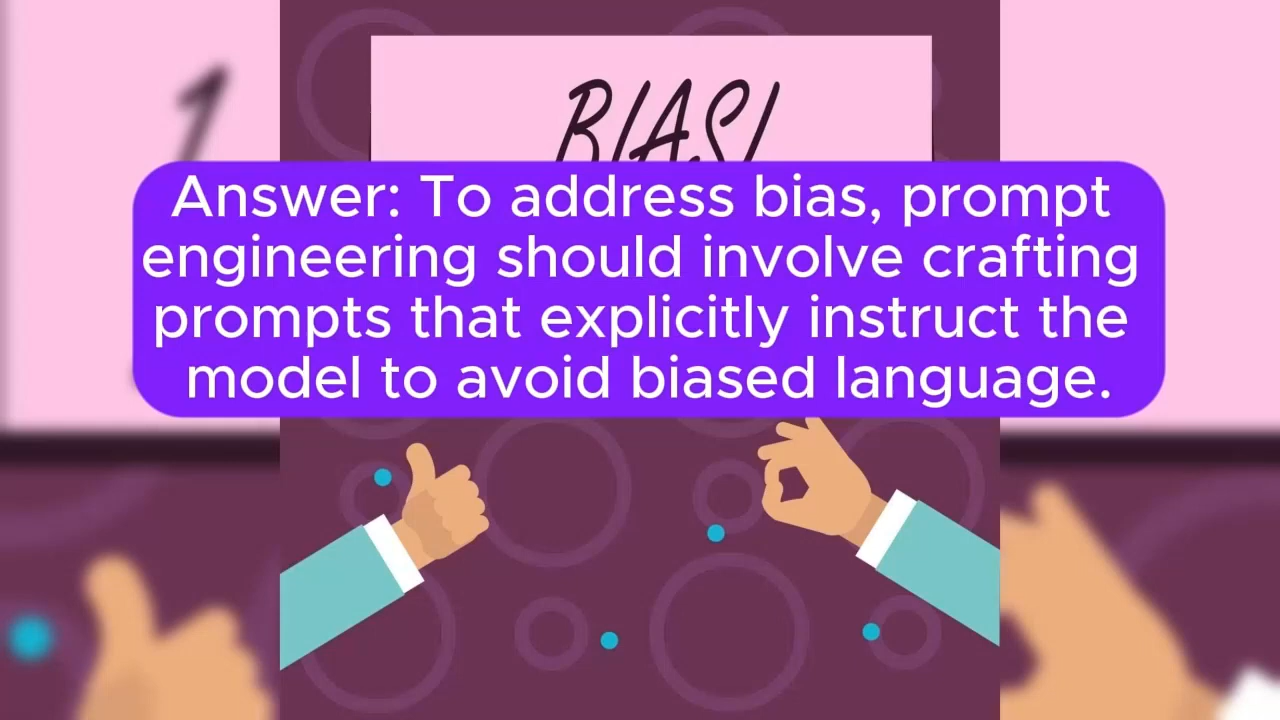 BIAS!
Answer: To address bias, prompt
engineering should involve crafting
prompts that explicitly instruct the
model to avoid biased language.